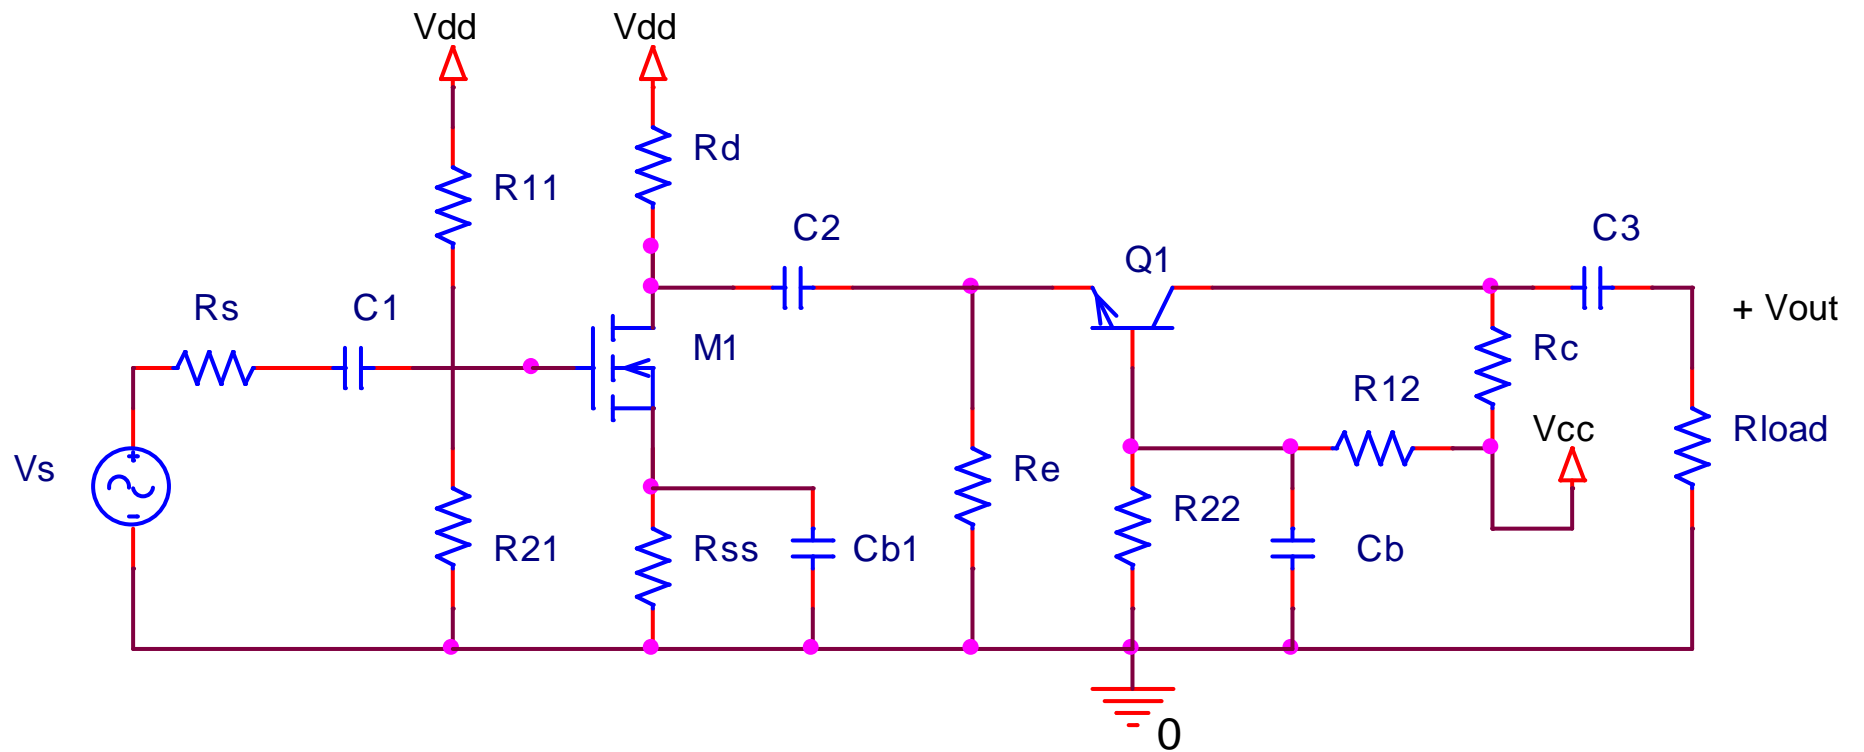 Vdd
Vdd
Rd
R11
C2
C3
Q1
Rs
C1
+ Vout
M1
Rc
R12
Vcc
Rload
Vs
Re
R22
R21
Rss
Cb1
Cb
0